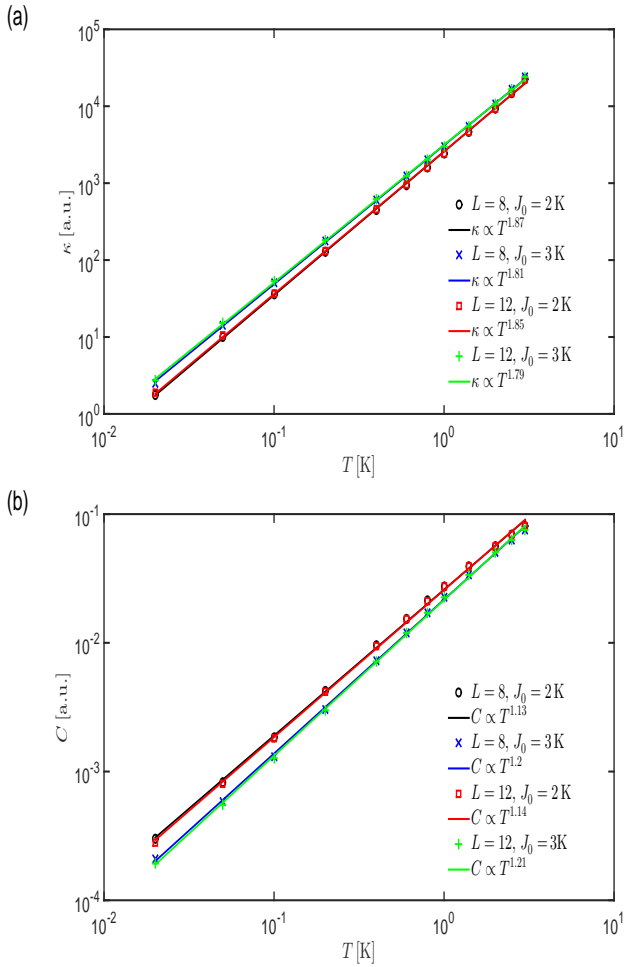 (a)
10^5
10^4
10^3
10^2
10^1
10^0
κ [a.u.]
L = 8, J_0 = 2 K
κ ∝ T^1.87
L = 8, J_0 = 3 K
κ ∝ T^1.81
L = 12, J_0 = 2 K
κ ∝ T^1.85
L = 12, J_0 = 3 K
κ ∝ T^1.79
10^-2 10^-1 10^0 10^1
T [K]
(b)
10^-1
10^-2
10^-3
10^-4
C [a.u.]
L = 8, J_0 = 2 K
C ∝ T^1.13
L = 8, J_0 = 3 K
C ∝ T^1.2
L = 12, J_0 = 2 K
C ∝ T^1.14
L = 12, J_0 = 3K
C ∝ T^1.21
10^-2 10^-1 10^0 10^1
T [K]